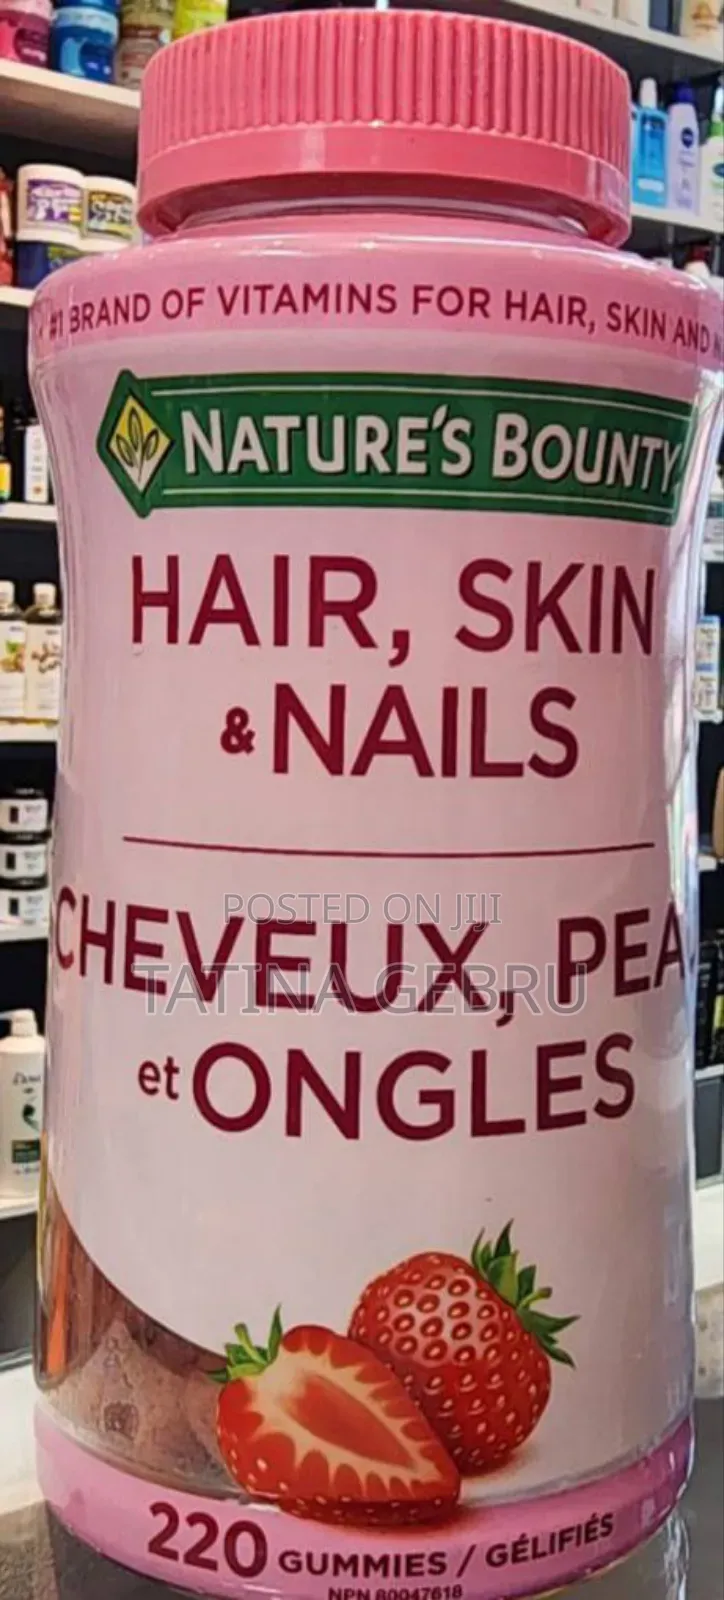 #1 BRAND OF VITAMINS FOR HAIR, SKIN AND
NATURE'S BOUNTY
HAIR, SKIN
& NAILS
CHEVEUX, PEA
et ONGLES
POSTED ON JIJI
TATINA GEBRU
220 GUMMIES / GÉLIFIÉS
NPN 80047618
Dove